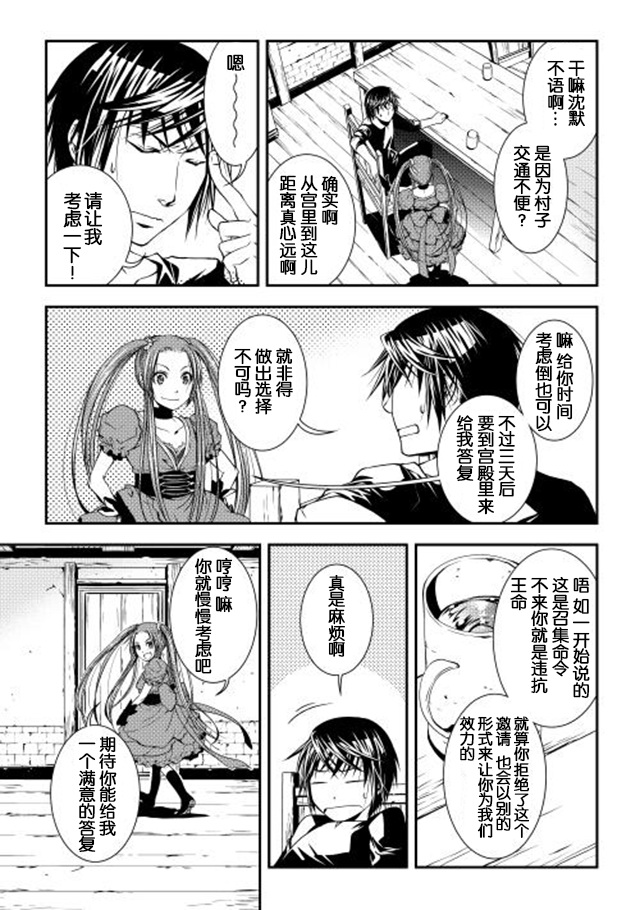 干嘛沈默
不语啊…
是因为村子
交通不便？
确实啊
从宫里到这儿
距离真心远啊
嗯～～～
请让我
考虑一下！
嘛 给你时间
考虑倒也可以
不过三天后
要到宫殿里来
给我答复
就非得
做出选择
不可吗？
唔 如一开始说的
这是召集命令
不来你就是违抗
王命
就算你拒绝了这个
邀请 也会以别的
形式来让你为我们
效力的
真是
麻烦啊
哼哼 嘛
你就慢慢
考虑吧
期待你能给我
一个满意的答复